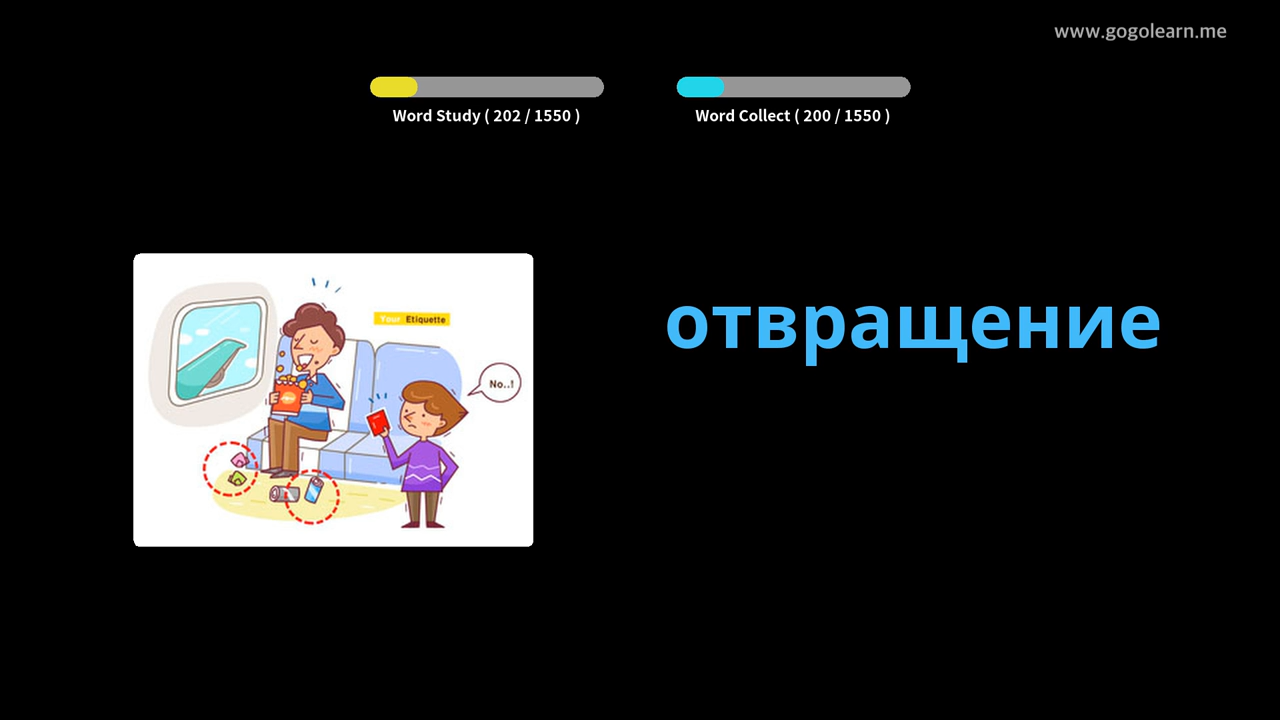 www.gogolearn.me
Word Study ( 202 / 1550 )
Word Collect ( 200 / 1550 )
Your Etiquette
No..!
отвращение